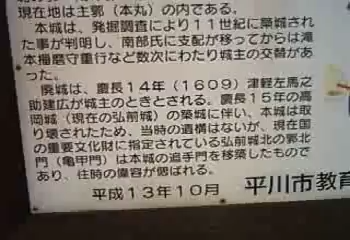 現在地は主郭(本丸)の内である。
本城は、発掘調査により11世紀に築城され
た事が判明し、南部氏に支配が移ってからは滝
本播磨守重行など数次にわたり城主の交替があ
った。
廃城は、慶長14年(1609)津軽左馬之
助建広が城主のときとされる。慶長15年の高
岡城(現在の弘前城)の築城に伴い、本城は取
り壊されたため、当時の遺構はないが、現在国
の重要文化財に指定されている弘前城北の郭北
門(亀甲門)は本城の追手門を移築したもので
あり、往時の偉容が偲ばれる。
平成13年10月 平川市教育